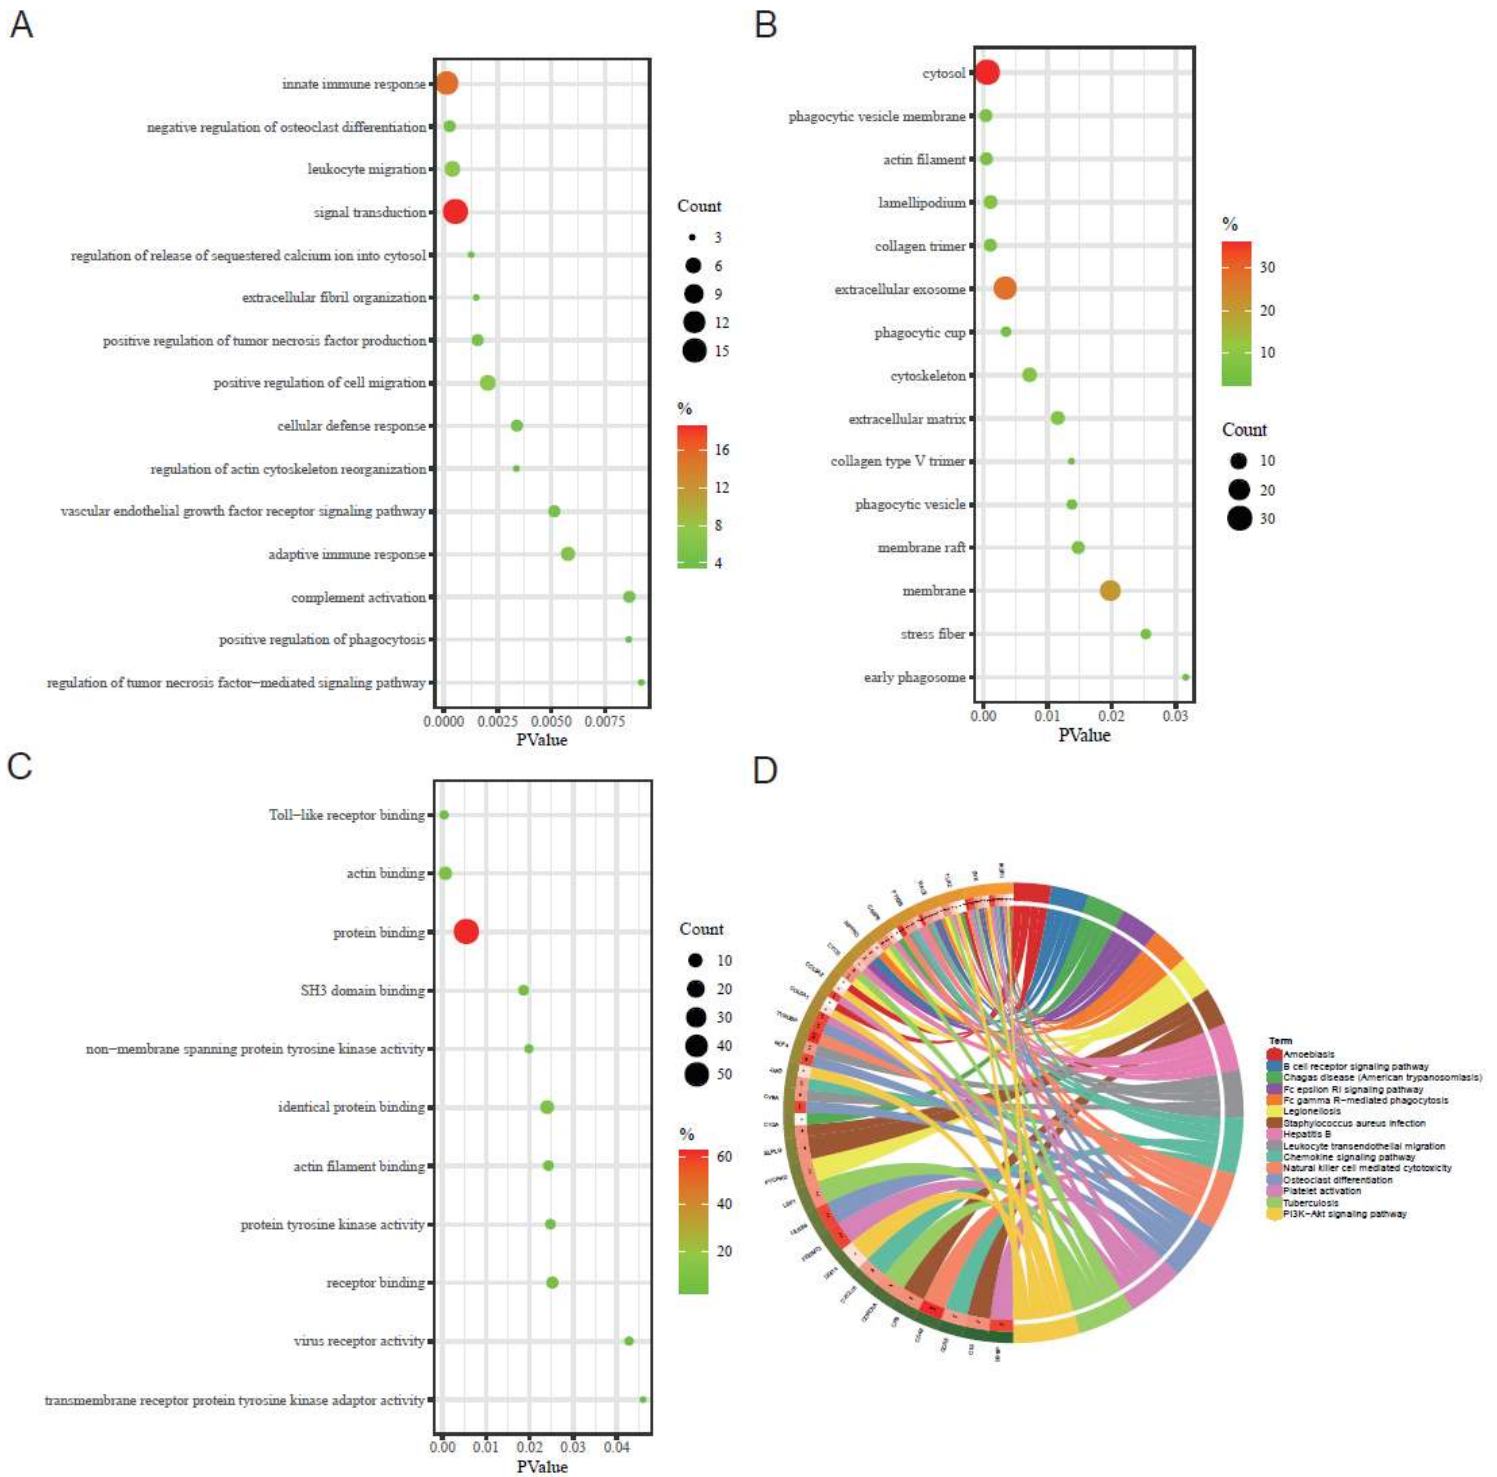 A
innate immune response
negative regulation of osteoclast differentiation
leukocyte migration
signal transduction
regulation of release of sequestered calcium ion into cytosol
extracellular fibril organization
positive regulation of tumor necrosis factor production
positive regulation of cell migration
cellular defense response
regulation of actin cytoskeleton reorganization
vascular endothelial growth factor receptor signaling pathway
adaptive immune response
complement activation
positive regulation of phagocytosis
regulation of tumor necrosis factor−mediated signaling pathway
0.0000 0.0025 0.0050 0.0075
PValue
Count
3
6
9
12
15
%
16
12
8
4
B
cytosol
phagocytic vesicle membrane
actin filament
lamellipodium
collagen trimer
extracellular exosome
phagocytic cup
cytoskeleton
extracellular matrix
collagen type V trimer
phagocytic vesicle
membrane raft
membrane
stress fiber
early phagosome
0.00 0.01 0.02 0.03
PValue
%
30
20
10
Count
10
20
30
C
Toll−like receptor binding
actin binding
protein binding
SH3 domain binding
non−membrane spanning protein tyrosine kinase activity
identical protein binding
actin filament binding
protein tyrosine kinase activity
receptor binding
virus receptor activity
transmembrane receptor protein tyrosine kinase adaptor activity
0.00 0.01 0.02 0.03 0.04
PValue
Count
10
20
30
40
50
%
60
40
20
D
Term
Amoebiasis
B cell receptor signaling pathway
Chagas disease (American trypanosomiasis)
Fc epsilon RI signaling pathway
Fc gamma R−mediated phagocytosis
Legionellosis
Staphylococcus aureus infection
Hepatitis B
Leukocyte transendothelial migration
Chemokine signaling pathway
Natural killer cell mediated cytotoxicity
Osteoclast differentiation
Platelet activation
Tuberculosis
PI3K−Akt signaling pathway